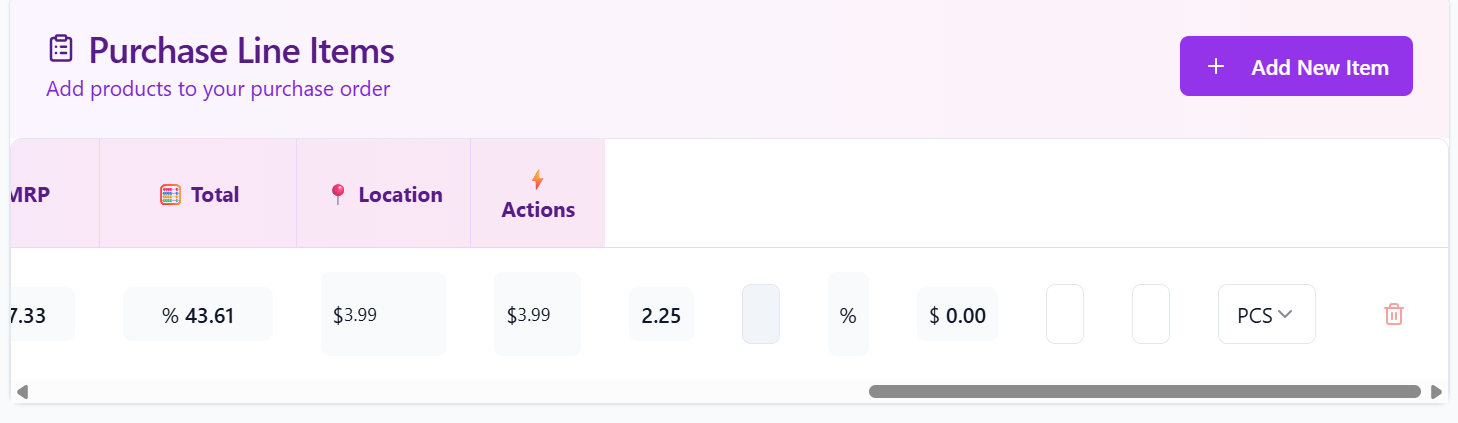 Purchase Line Items
Add products to your purchase order
+ Add New Item
MRP
Total
Location
Actions
7.33
% 43.61
$3.99
$3.99
2.25
%
$ 0.00
PCS